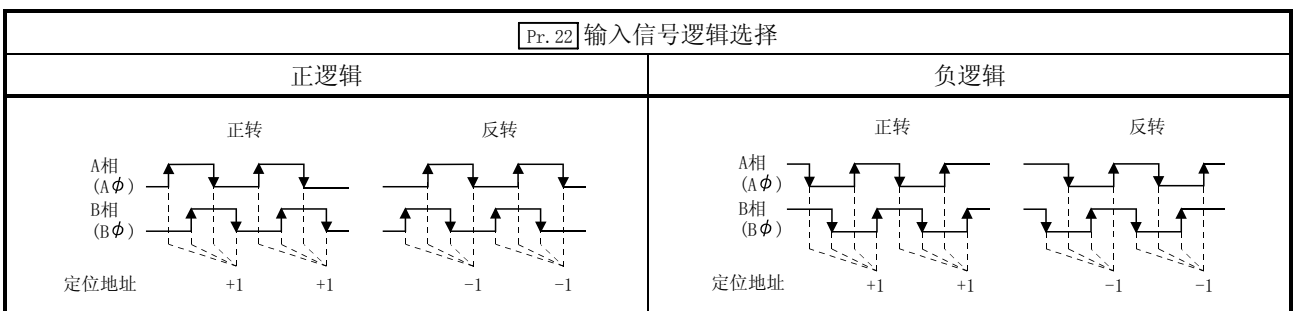 Pr.22 输入信号逻辑选择
正逻辑 负逻辑
正转 反转 正转 反转
A相 A相
(Aφ) (Aφ)
B相 B相
(Bφ) (Bφ)
定位地址 +1 +1 -1 -1 定位地址 +1 +1 -1 -1